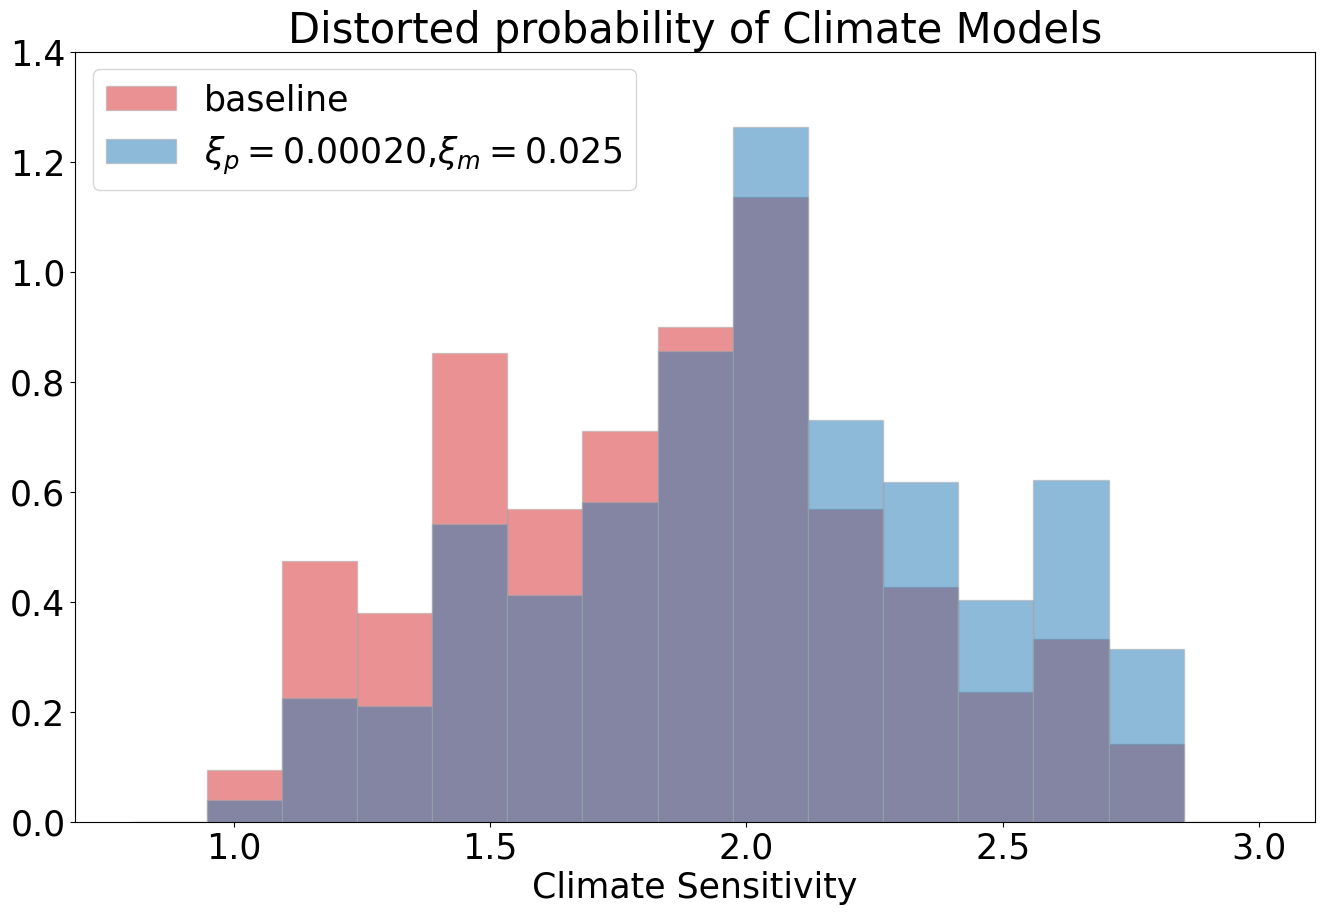 Distorted probability of Climate Models
1.4
1.2
1.0
0.8
0.6
0.4
0.2
0.0
baseline
ξp = 0.00020,ξm = 0.025
1.0 1.5 2.0 2.5 3.0
Climate Sensitivity